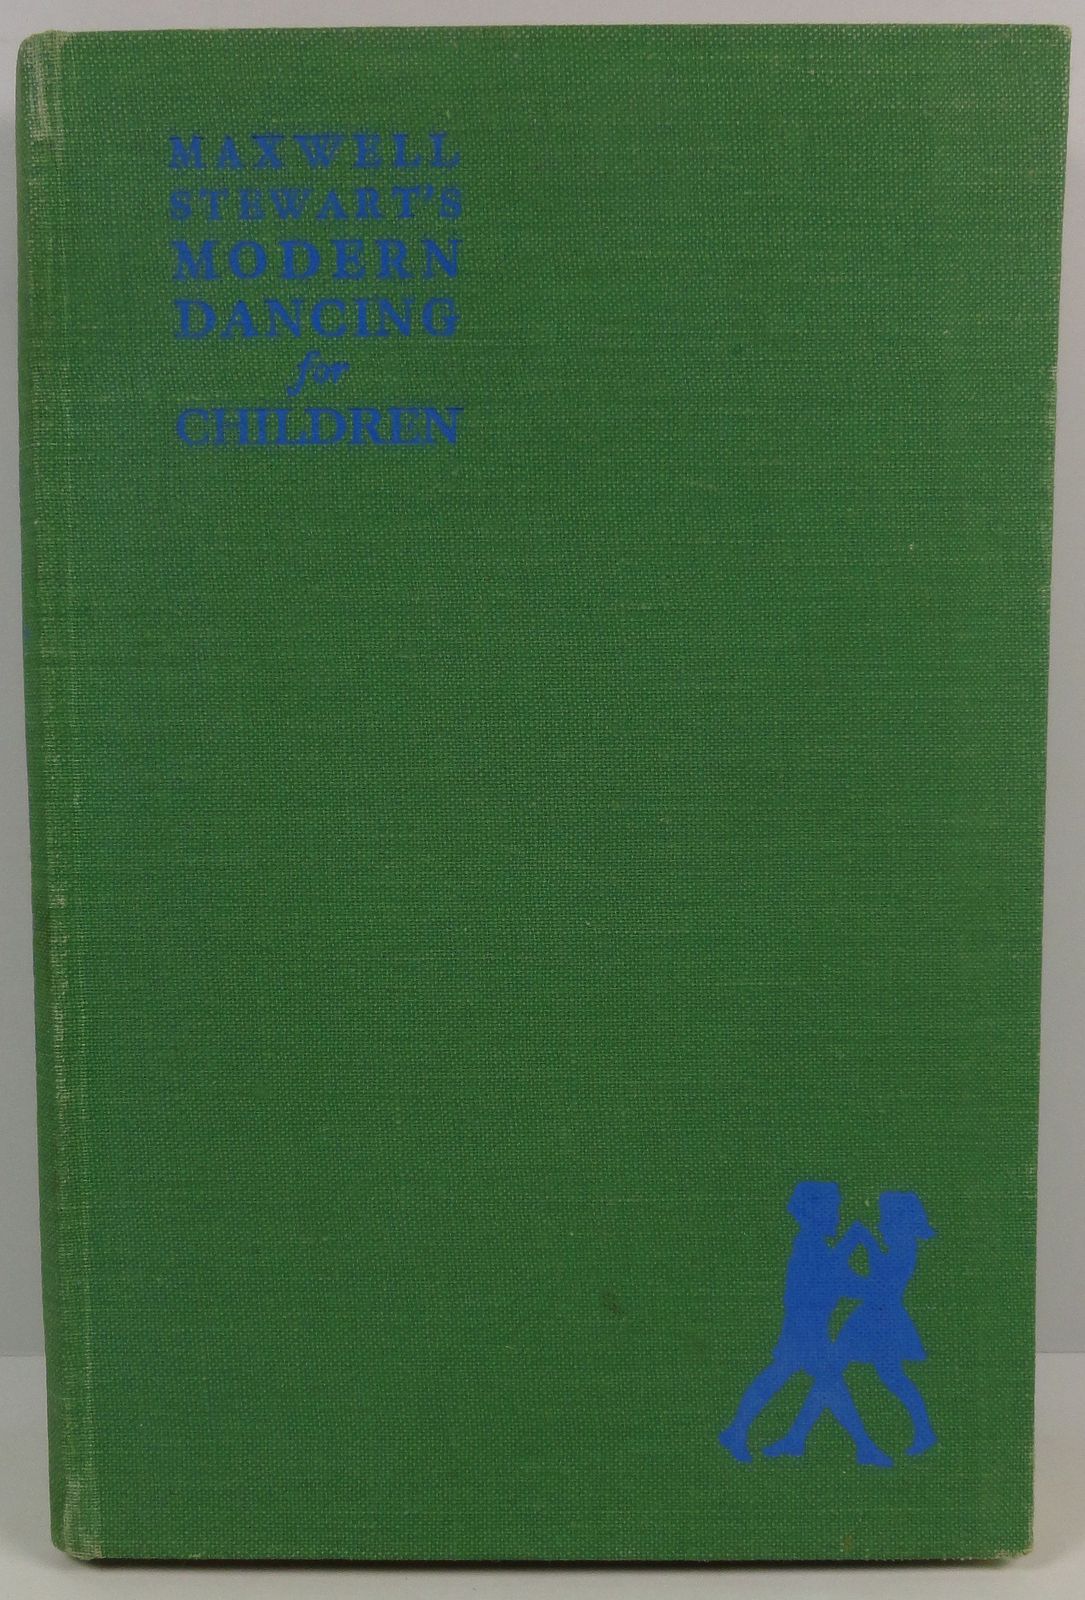 MAXWELL
STEWART'S
MODERN
DANCING
for
CHILDREN